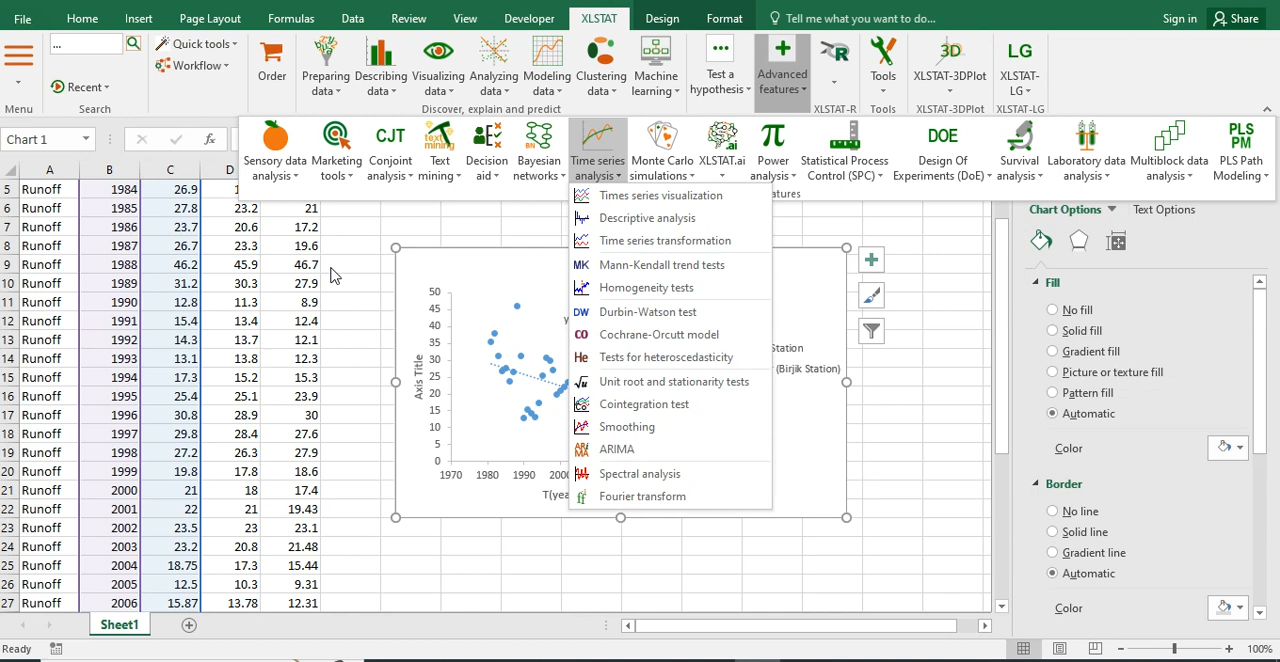 File Home Insert Page Layout Formulas Data Review View Developer XLSTAT Design Format Tell me what you want to do... Sign in Share
...
Recent
Quick tools
Workflow
Order
Preparing data
Describing data
Visualizing data
Analyzing data
Modeling data
Clustering data
Machine learning
Test a hypothesis
Advanced features
Tools
3D
XLSTAT-3DPlot
LG
XLSTAT-LG
Menu Search Discover, explain and predict XLSTAT-R Tools XLSTAT-3DPlot XLSTAT-LG
Chart 1 fx
Sensory data analysis
Marketing tools
CJT
Conjoint analysis
text mining
Text mining
Decision aid
BN
Bayesian networks
Time series analysis
Monte Carlo simulations
.ai
XLSTAT.ai
π
Power analysis
Statistical Process Control (SPC)
DOE
Design Of Experiments (DoE)
Survival analysis
Laboratory data analysis
Multiblock data analysis
PLS PM
PLS Path Modeling
atures
Times series visualization
Descriptive analysis
Time series transformation
MK Mann-Kendall trend tests
Homogeneity tests
DW Durbin-Watson test
CO Cochrane-Orcutt model
He Tests for heteroscedasticity
√u Unit root and stationarity tests
Co Cointegration test
Smoothing
ARIMA ARIMA
Spectral analysis
ff Fourier transform
A B C D
5 Runoff 1984 26.9 1
6 Runoff 1985 27.8 23.2 21
7 Runoff 1986 23.7 20.6 17.2
8 Runoff 1987 26.7 23.3 19.6
9 Runoff 1988 46.2 45.9 46.7
10 Runoff 1989 31.2 30.3 27.9
11 Runoff 1990 12.8 11.3 8.9
12 Runoff 1991 15.4 13.4 12.4
13 Runoff 1992 14.3 13.7 12.1
14 Runoff 1993 13.1 13.8 12.3
15 Runoff 1994 17.3 15.2 15.3
16 Runoff 1995 25.4 25.1 23.9
17 Runoff 1996 30.8 28.9 30
18 Runoff 1997 29.8 28.4 27.6
19 Runoff 1998 27.2 26.3 27.9
20 Runoff 1999 19.8 17.8 18.6
21 Runoff 2000 21 18 17.4
22 Runoff 2001 22 21 19.43
23 Runoff 2002 23.5 23 23.1
24 Runoff 2003 23.2 20.8 21.48
25 Runoff 2004 18.75 17.3 15.44
26 Runoff 2005 12.5 10.3 9.31
27 Runoff 2006 15.87 13.78 12.31
Axis Title
50
45
40
35
30
25
20
15
10
5
0
1970 1980 1990 2000
T(yea
y
Station
(Birjik Station)
Chart Options Text Options
Fill
No fill
Solid fill
Gradient fill
Picture or texture fill
Pattern fill
Automatic
Color
Border
No line
Solid line
Gradient line
Automatic
Color
Sheet1
Ready 100%